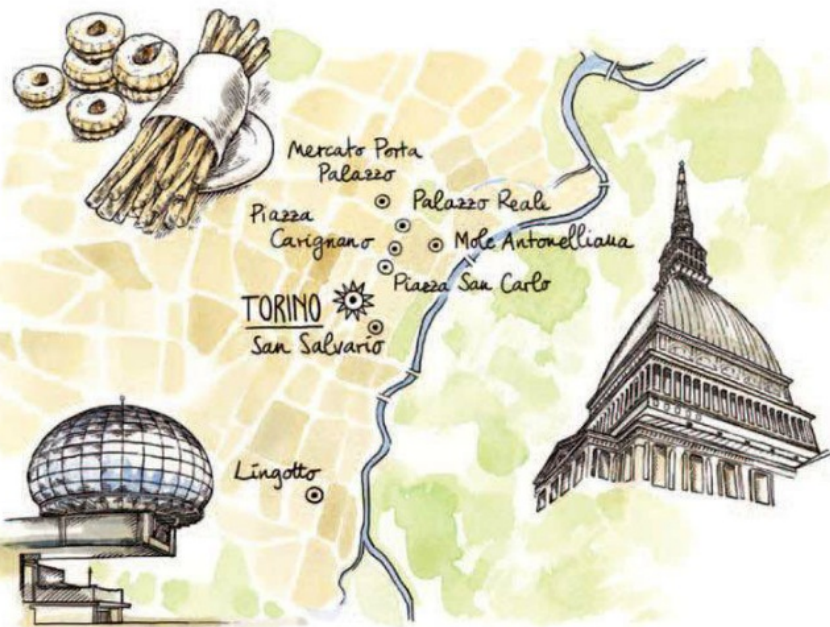 Mercato Porta
Palazzo
Palazzo Reale
Piazza
Carignano
Mole Antonelliana
Piazza San Carlo
TORINO
San Salvario
Lingotto